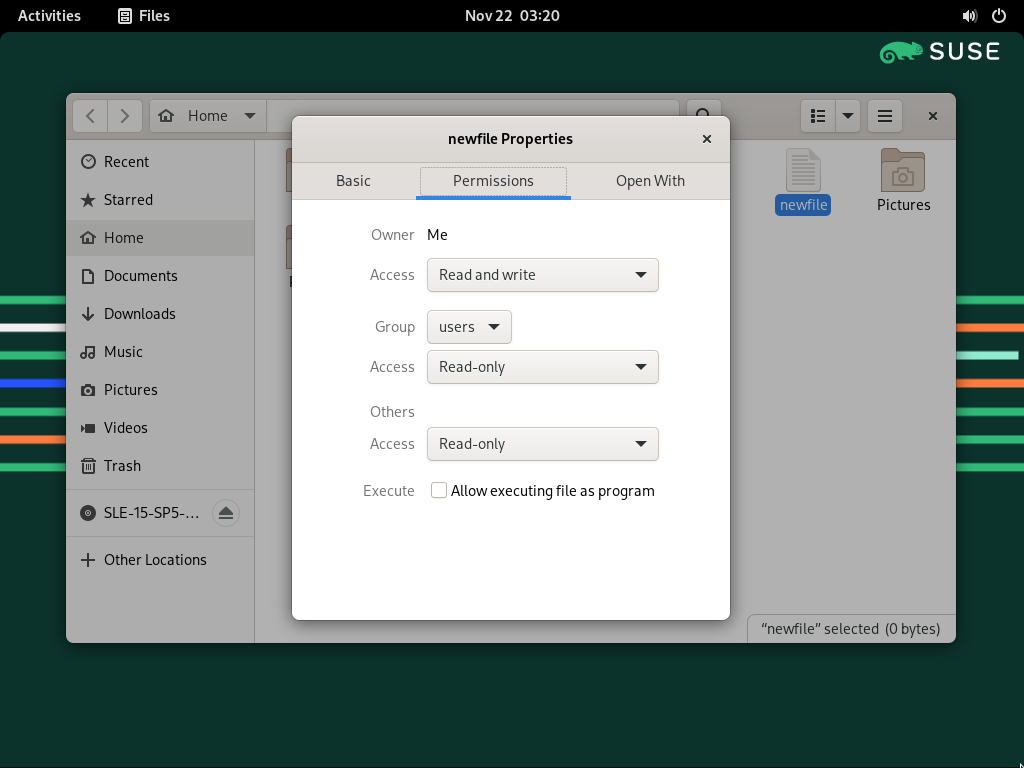 Activities Files Nov 22 03:20
SUSE
Home
newfile Properties
Basic Permissions Open With
Recent
Starred
Home
Documents
Downloads
Music
Pictures
Videos
Trash
SLE-15-SP5-...
Other Locations
Owner Me
Access Read and write
Group users
Access Read-only
Others
Access Read-only
Execute Allow executing file as program
newfile
Pictures
“newfile” selected (0 bytes)